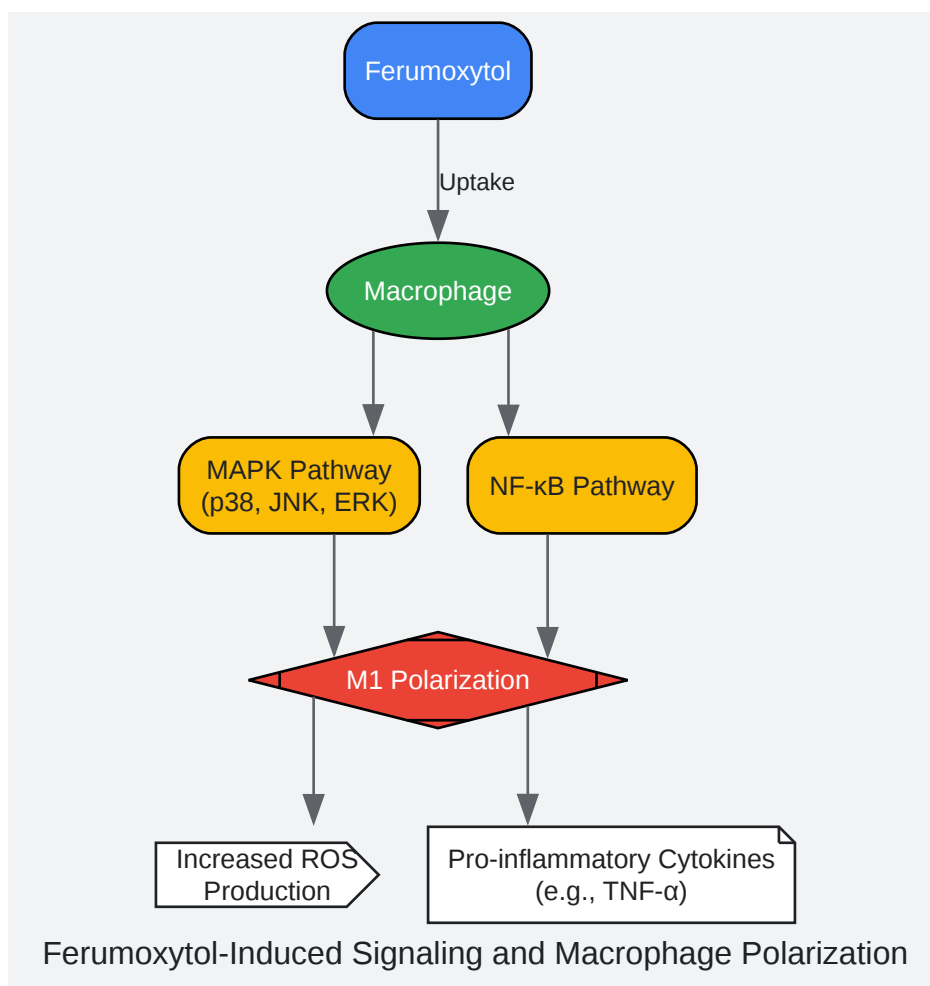 Ferumoxytol
Uptake
Macrophage
MAPK Pathway
(p38, JNK, ERK)
NF-κB Pathway
M1 Polarization
Increased ROS
Production
Pro-inflammatory Cytokines
(e.g., TNF-α)
Ferumoxytol-Induced Signaling and Macrophage Polarization